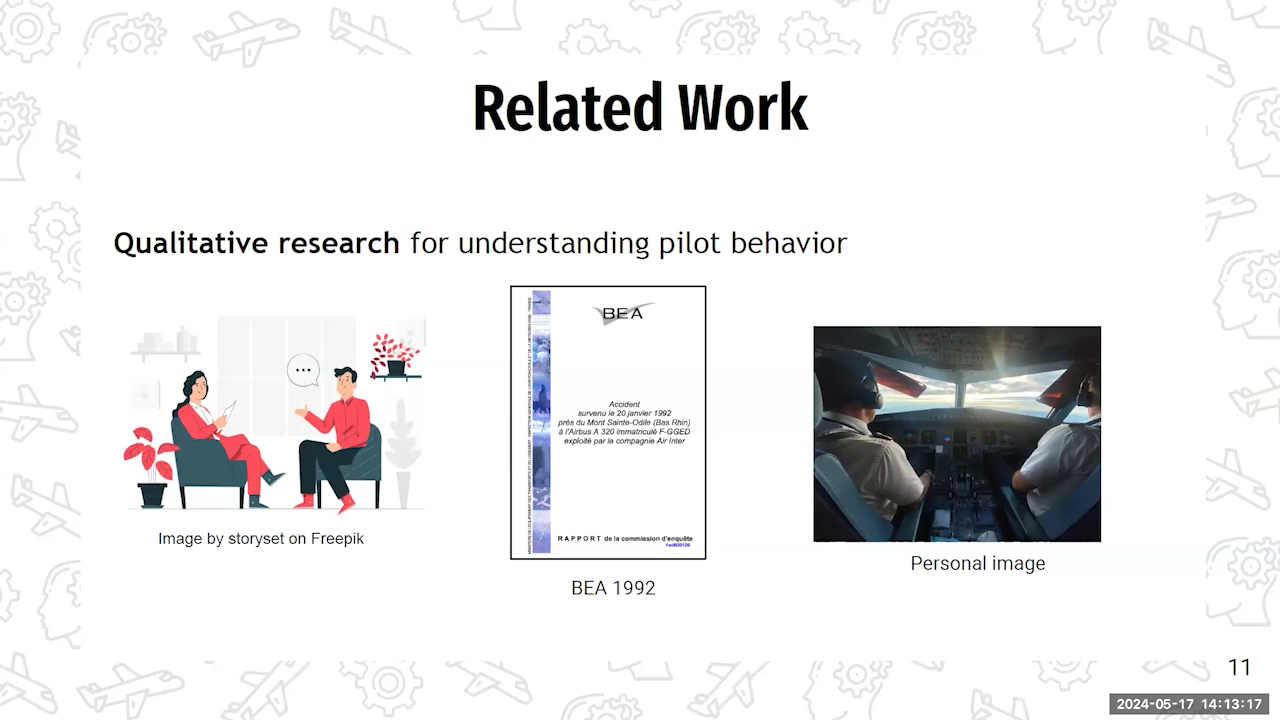 Related Work
Qualitative research for understanding pilot behavior
Image by storyset on Freepik
BEA
Accident
survenu le 20 janvier 1992
près du Mont Sainte-Odile (Bas Rhin)
à l'Airbus A 320 immatriculé F-GGED
exploité par la compagnie Air Inter
RAPPORT de la commission d'enquête
f-ed920120
BEA 1992
Personal image
11
2024-05-17 14:13:17